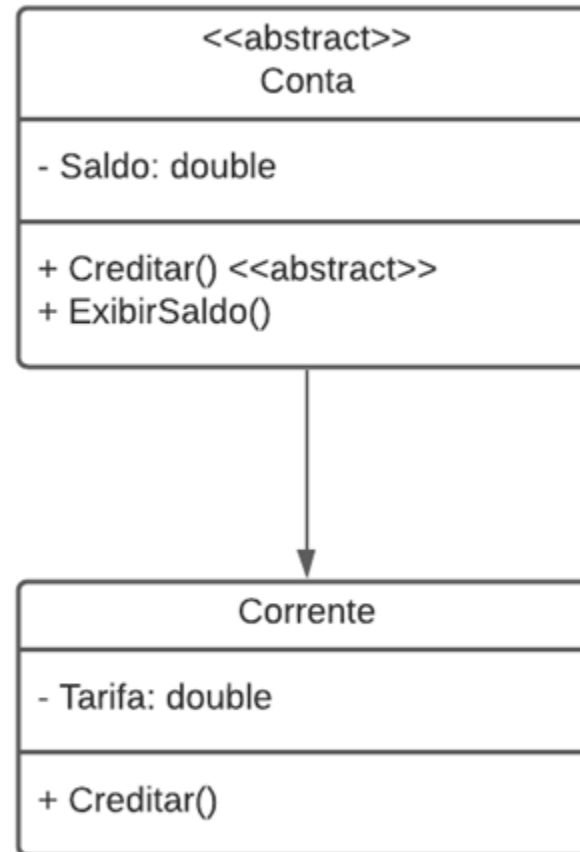 <<abstract>>
Conta
- Saldo: double
+ Creditar() <<abstract>>
+ ExibirSaldo()
Corrente
- Tarifa: double
+ Creditar()